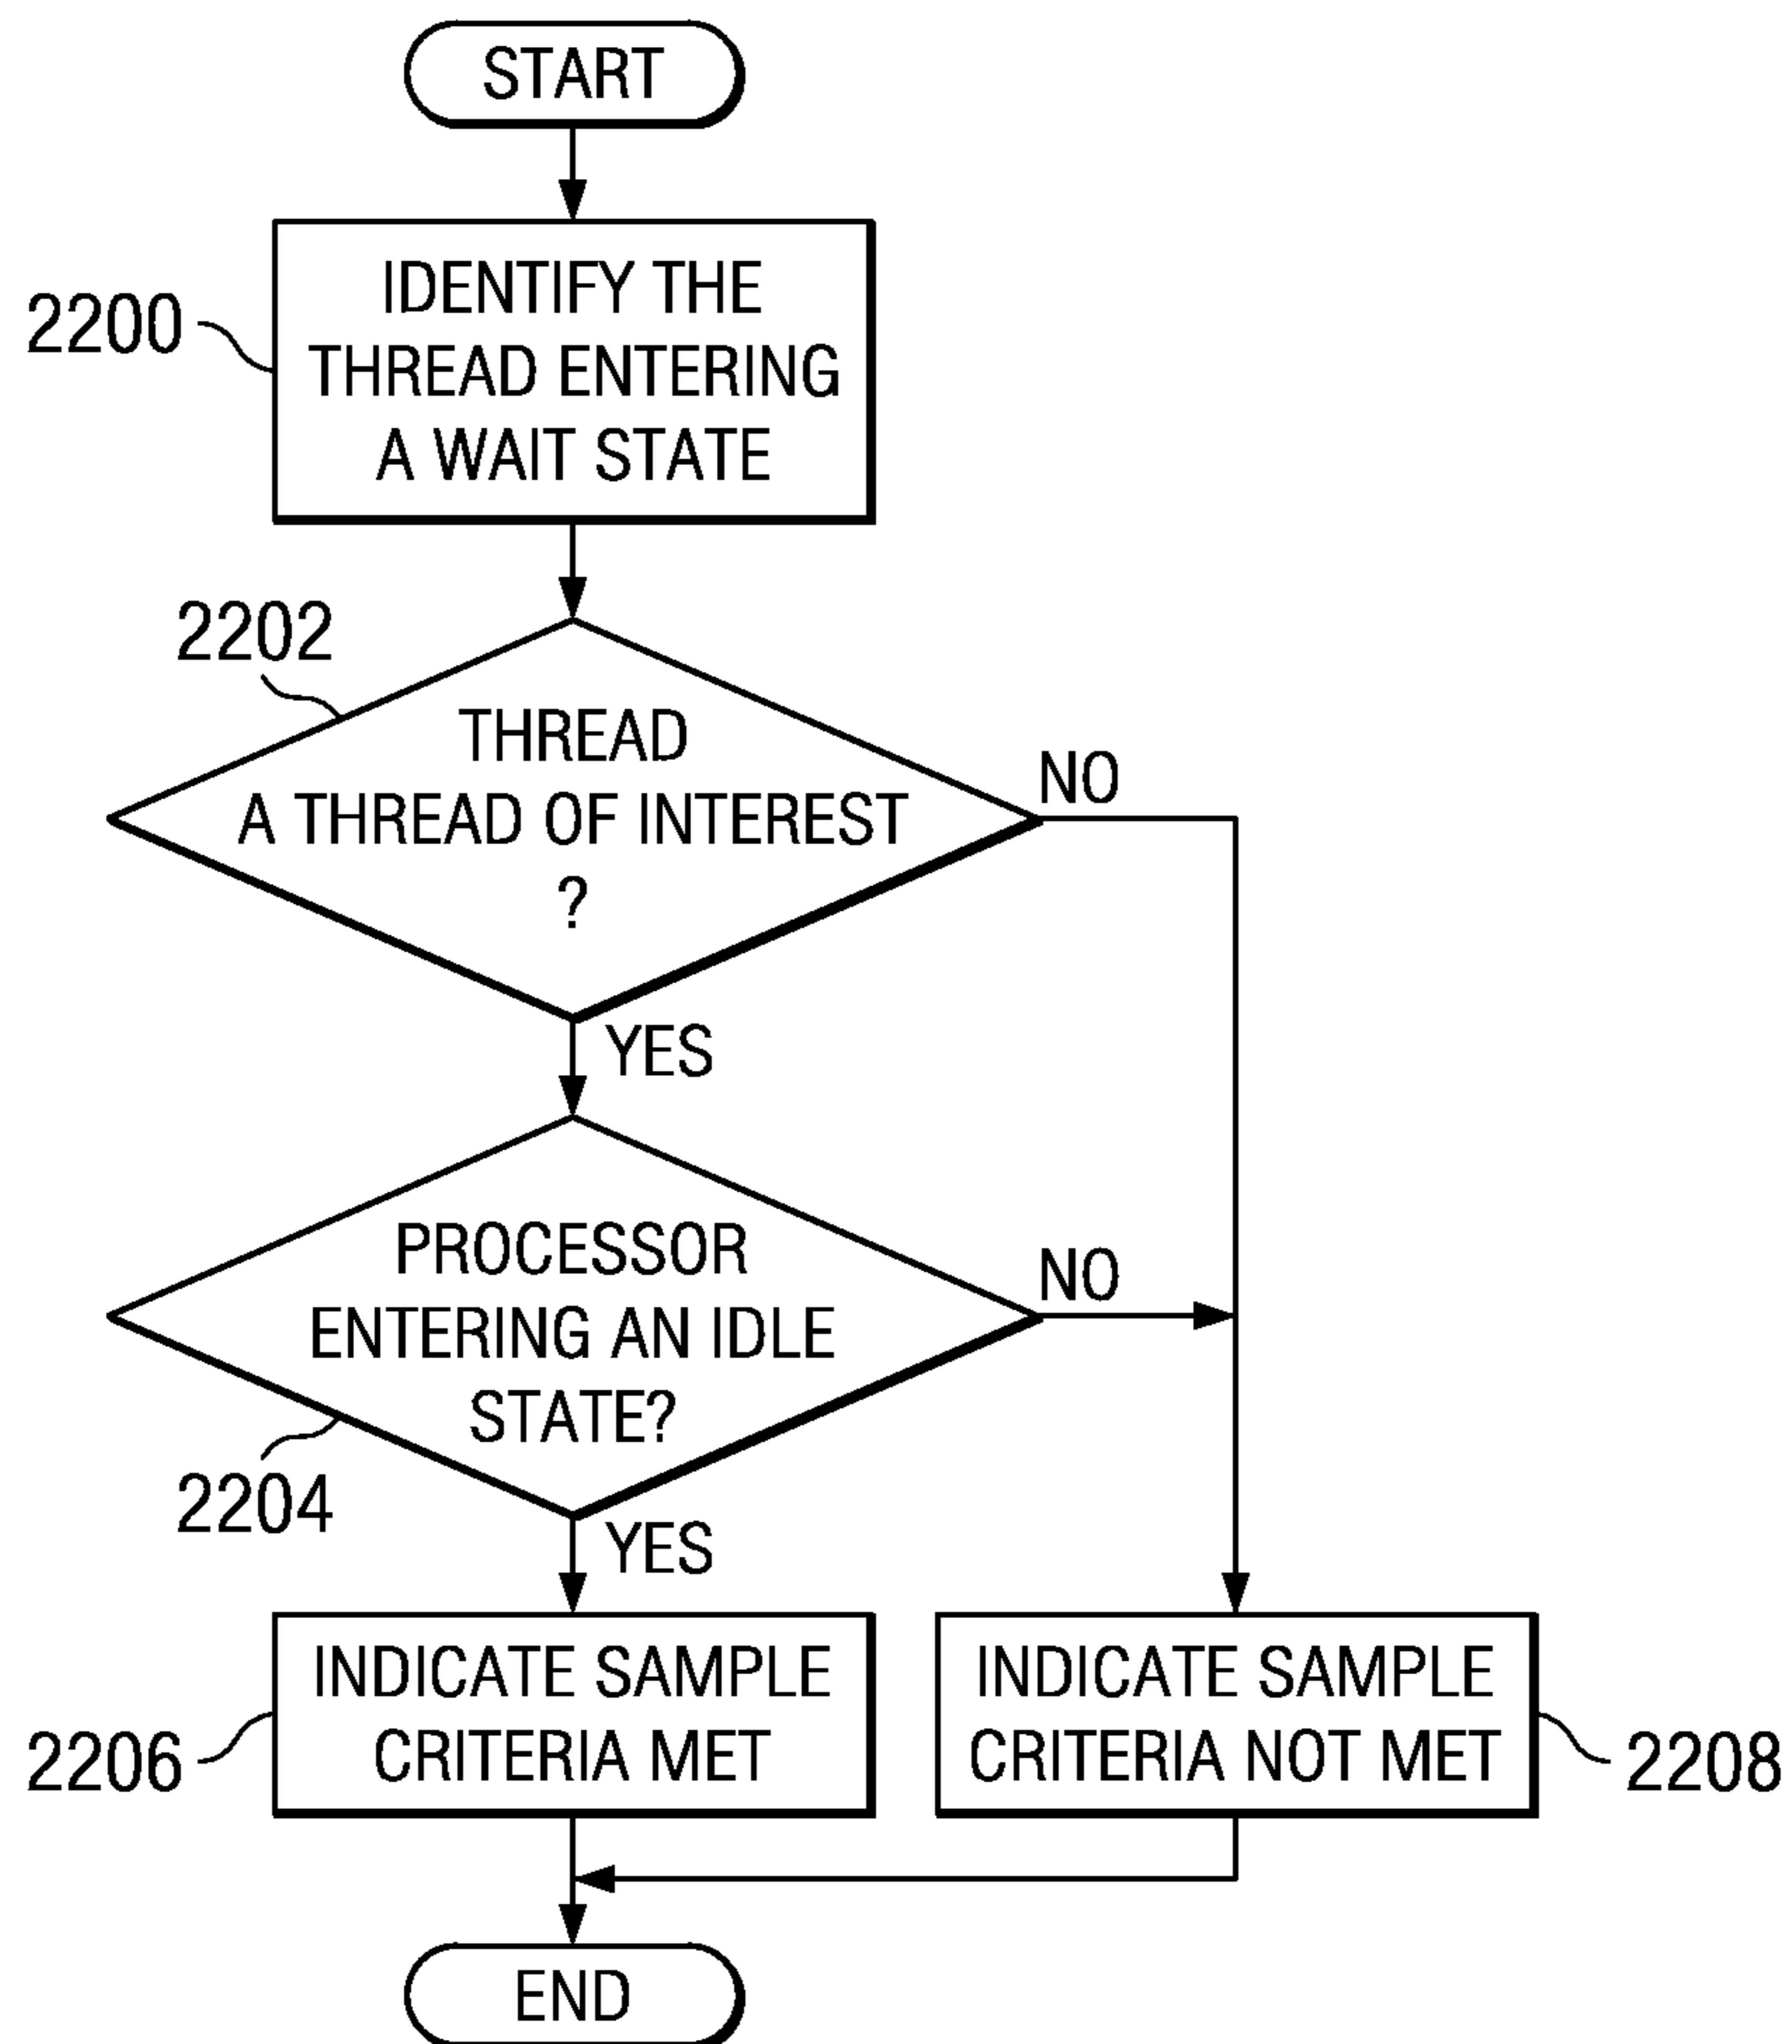 START
2200
IDENTIFY THE
THREAD ENTERING
A WAIT STATE
2202
THREAD
A THREAD OF INTEREST
?
NO
YES
PROCESSOR
ENTERING AN IDLE
STATE?
NO
2204
YES
2206
INDICATE SAMPLE
CRITERIA MET
INDICATE SAMPLE
CRITERIA NOT MET
2208
END